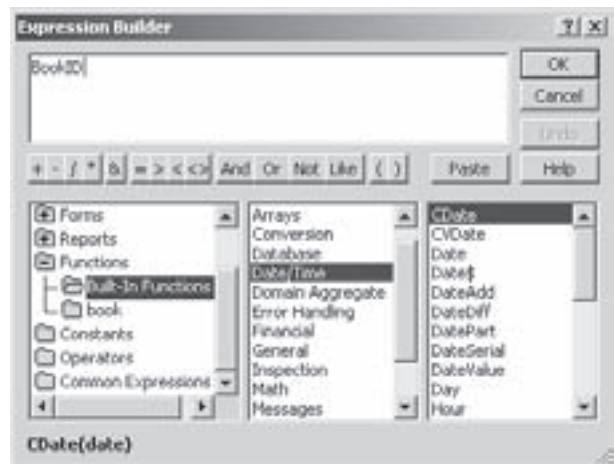 Expression Builder
BookID
OK
Cancel
Undo
+ - / * & = > < <> And Or Not Like ( ) Paste Help
Forms
Reports
Functions
Built-In Functions
book
Constants
Operators
Common Expressions
Arrays
Conversion
Database
Date/Time
Domain Aggregate
Error Handling
Financial
General
Inspection
Math
Messages
CDate
CVDate
Date
Date$
DateAdd
DateDiff
DatePart
DateSerial
DateValue
Day
Hour
CDate(date)